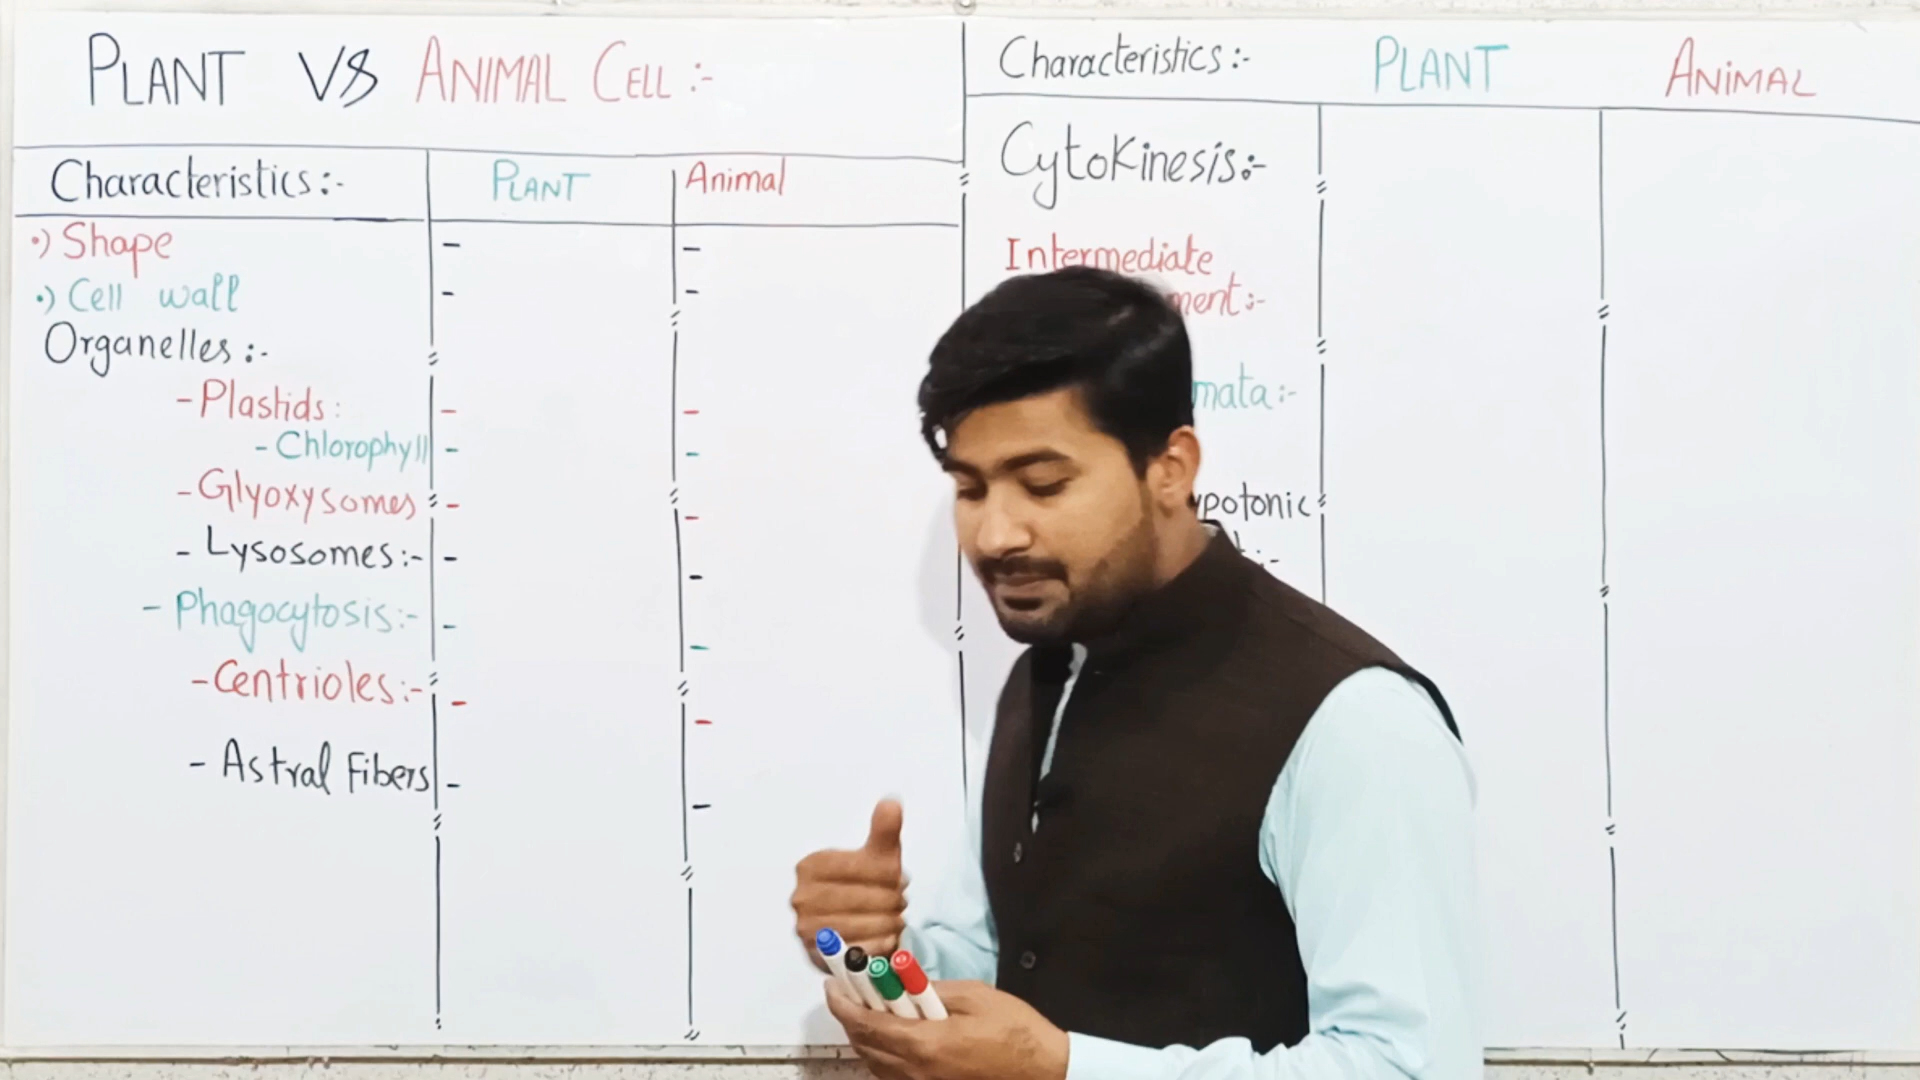 PLANT VS ANIMAL CELL :-
Characteristics :-
PLANT
Animal
•) Shape - -
•) Cell wall - -
Organelles :-
- Plastids : - -
- Chlorophyll - -
- Glyoxysomes - -
- Lysosomes :- - -
- Phagocytosis :- - -
- Centrioles :- - -
- Astral Fibers - -
Characteristics :-
PLANT
ANiMAL
CytoKinesis :-
Intermediate